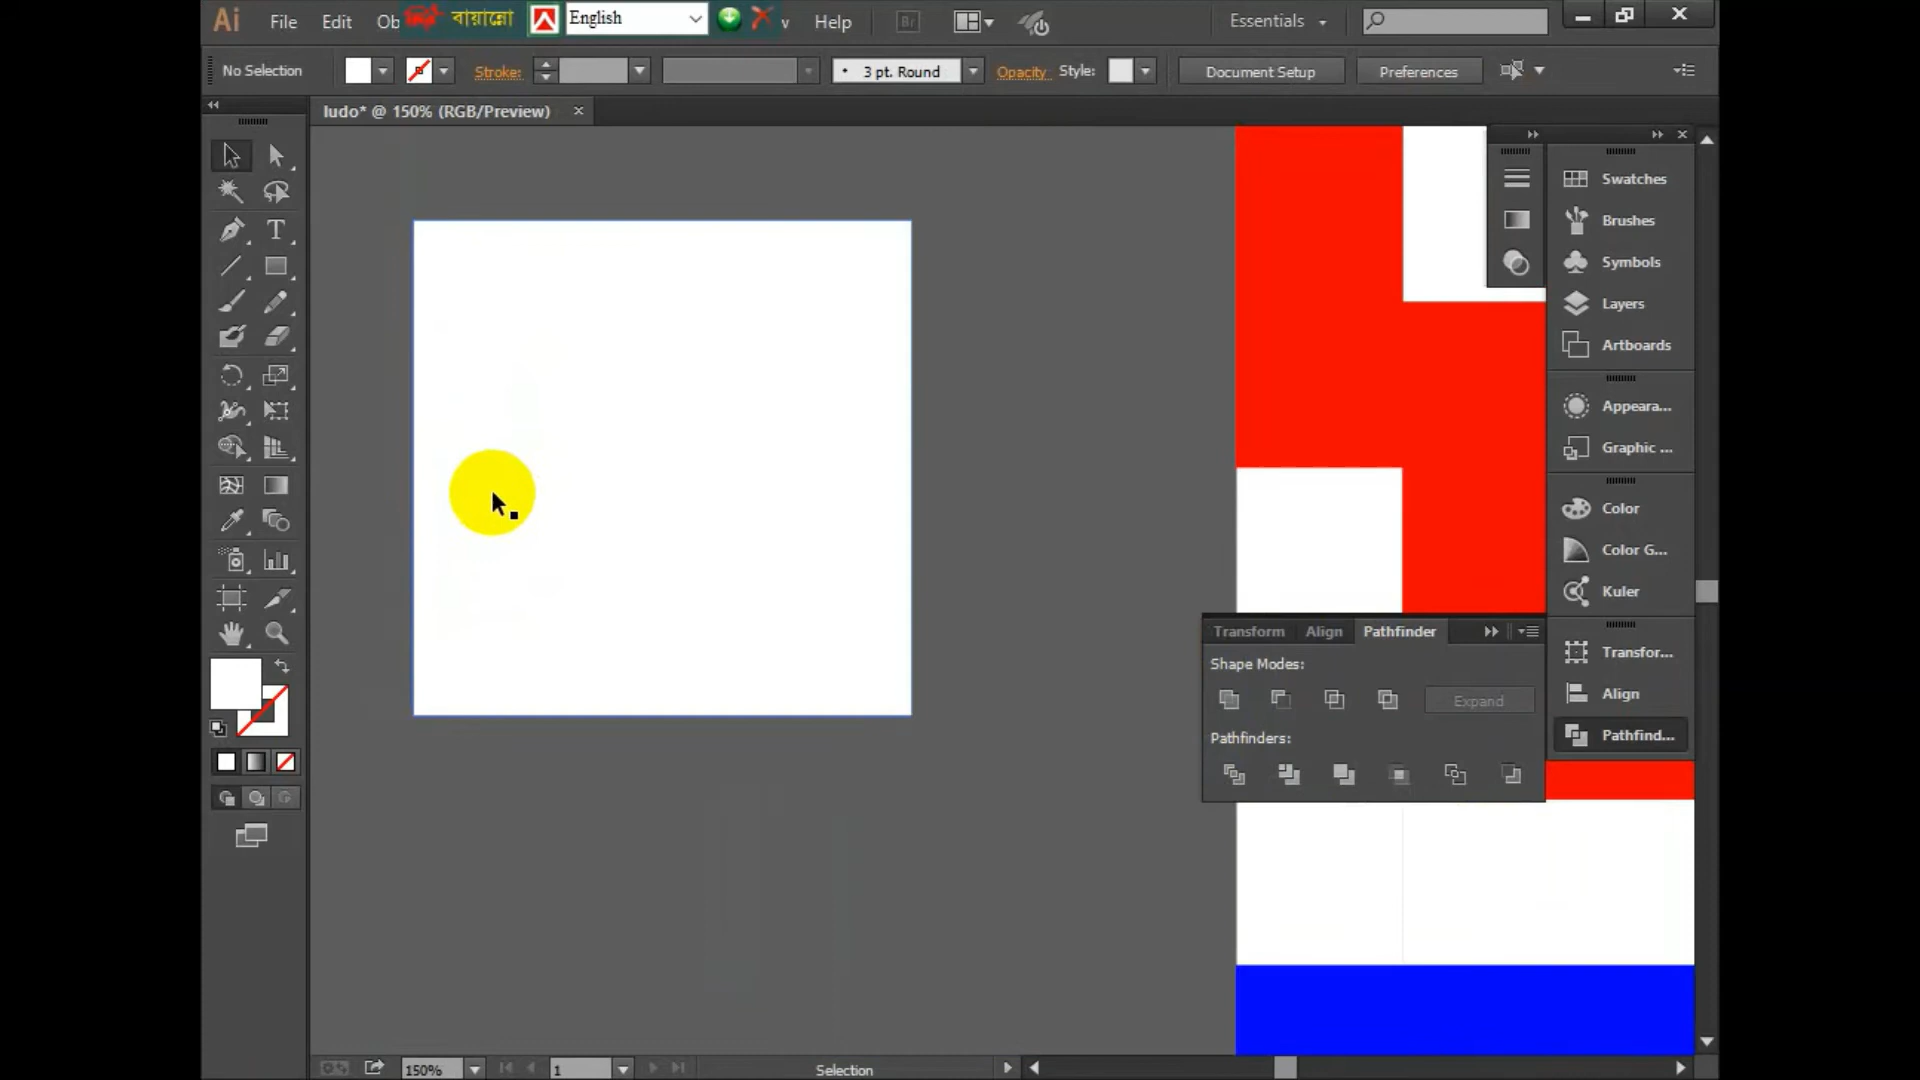 Ai File Edit Ob বায়ান্নো English v Help Br Essentials
No Selection Stroke: 3 pt. Round Opacity Style: Document Setup Preferences
ludo* @ 150% (RGB/Preview)
Swatches
Brushes
Symbols
Layers
Artboards
Appeara...
Graphic ...
Color
Color G...
Kuler
Transfor...
Align
Pathfind...
Transform Align Pathfinder
Shape Modes:
Expand
Pathfinders:
150% 1 Selection